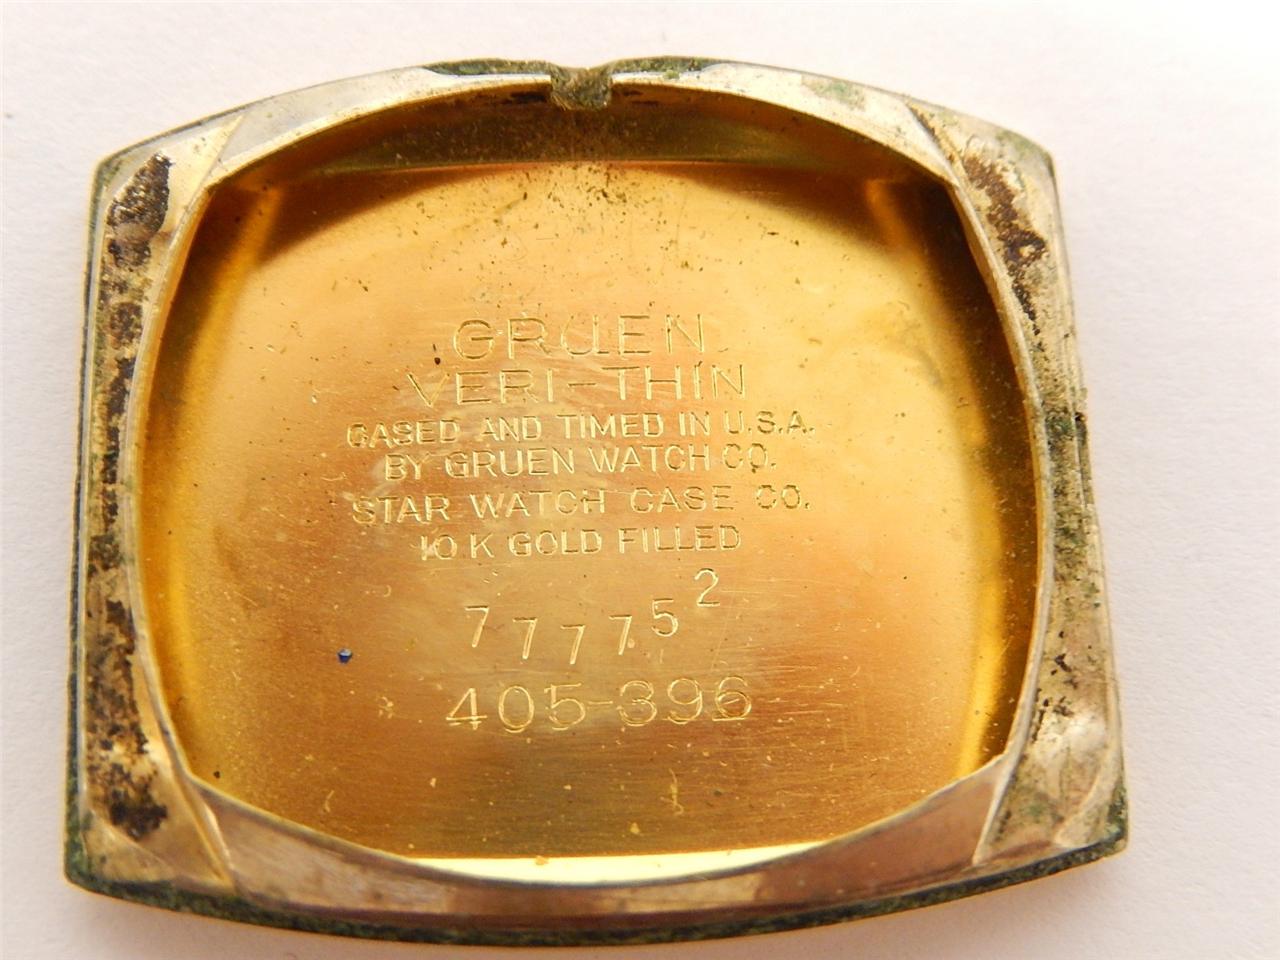 GRUEN
VERI-THIN
CASED AND TIMED IN U.S.A.
BY GRUEN WATCH CO.
STAR WATCH CASE CO.
10 K GOLD FILLED
777752
405-396